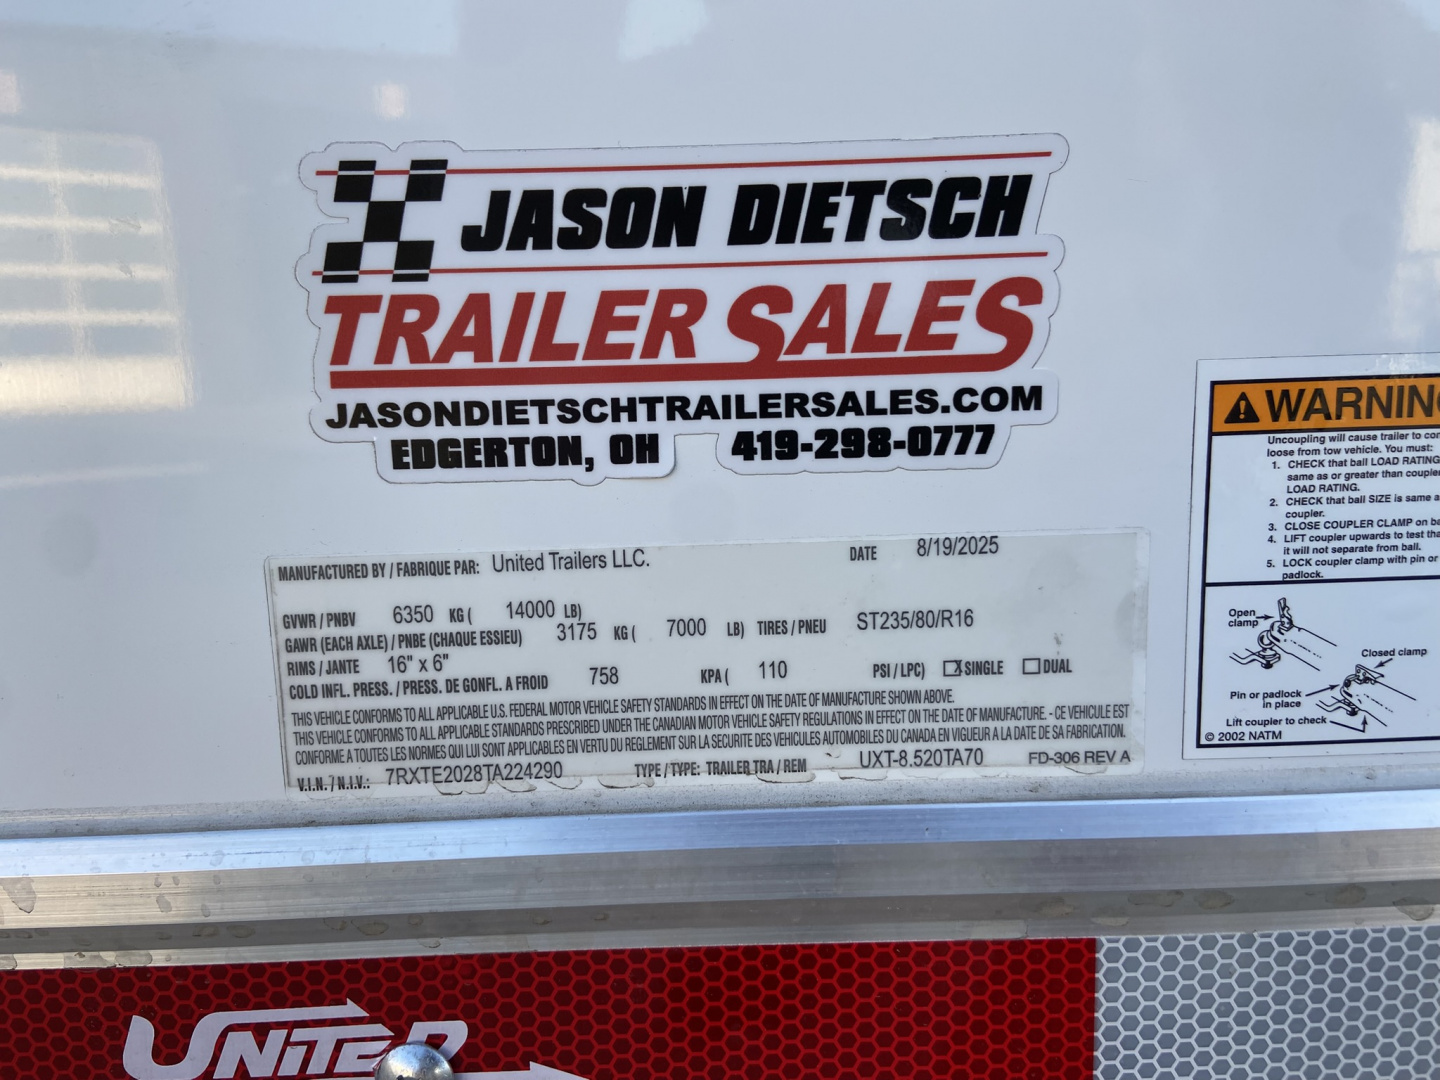 JASON DIETSCH
TRAILER SALES
JASONDIETSCHTRAILERSALES.COM
EDGERTON, OH 419-298-0777
MANUFACTURED BY / FABRIQUE PAR: United Trailers LLC. DATE 8/19/2025
GVWR / PNBV 6350 KG ( 14000 LB)
GAWR (EACH AXLE) / PNBE (CHAQUE ESSIEU) 3175 KG ( 7000 LB) TIRES / PNEU ST235/80/R16
RIMS / JANTE 16" x 6"
COLD INFL. PRESS. / PRESS. DE GONFL. A FROID 758 KPA ( 110 PSI / LPC) ☒ SINGLE ☐ DUAL
THIS VEHICLE CONFORMS TO ALL APPLICABLE U.S. FEDERAL MOTOR VEHICLE SAFETY STANDARDS IN EFFECT ON THE DATE OF MANUFACTURE SHOWN ABOVE.
THIS VEHICLE CONFORMS TO ALL APPLICABLE STANDARDS PRESCRIBED UNDER THE CANADIAN MOTOR VEHICLE SAFETY REGULATIONS IN EFFECT ON THE DATE OF MANUFACTURE. - CE VEHICULE EST
CONFORME A TOUTES LES NORMES QUI LUI SONT APPLICABLES EN VERTU DU REGLEMENT SUR LA SECURITE DES VEHICULES AUTOMOBILES DU CANADA EN VIGUEUR A LA DATE DE SA FABRICATION.
V.I.N. / N.I.V.: 7RXTE2028TA224290 TYPE / TYPE: TRAILER TRA / REM UXT-8.520TA70 FD-306 REV A
WARNING
Uncoupling will cause trailer to
loose from tow vehicle. You must:
1. CHECK that ball LOAD RATING
same as or greater than coupler
LOAD RATING.
2. CHECK that ball SIZE is same
coupler.
3. CLOSE COUPLER CLAMP on
4. LIFT coupler upwards to test
it will not separate from ball.
5. LOCK coupler clamp with pin or
padlock.
Open
clamp
Closed clamp
Pin or padlock
in place
Lift coupler to check
© 2002 NATM
UNITED